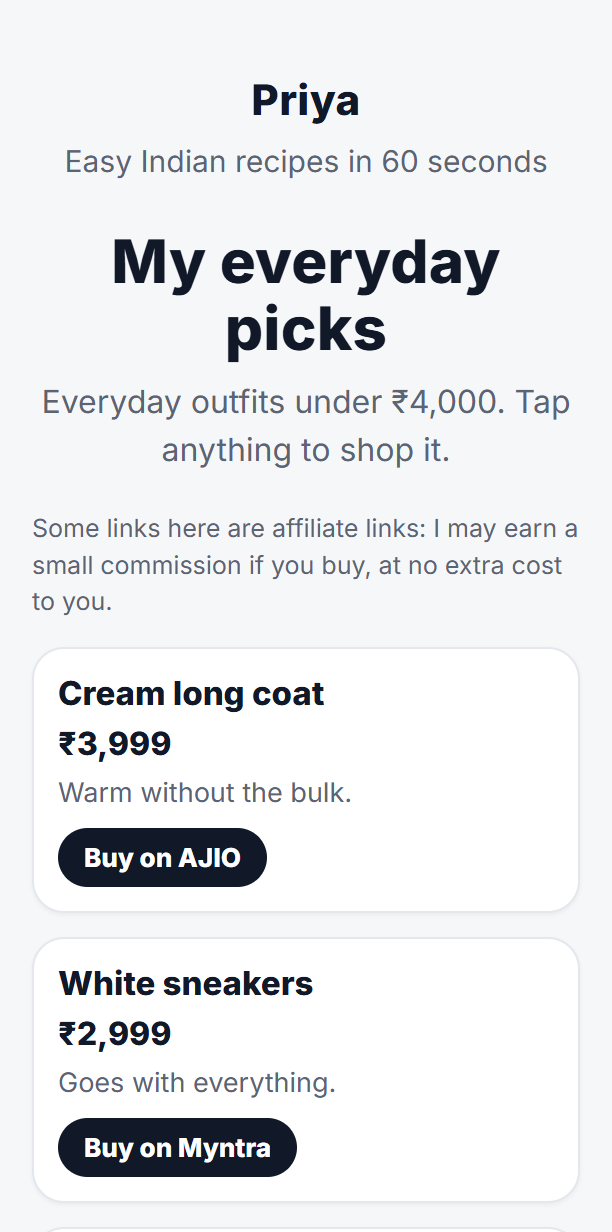 Priya
Easy Indian recipes in 60 seconds
My everyday
picks
Everyday outfits under ₹4,000. Tap
anything to shop it.
Some links here are affiliate links: I may earn a
small commission if you buy, at no extra cost
to you.
Cream long coat
₹3,999
Warm without the bulk.
Buy on AJIO
White sneakers
₹2,999
Goes with everything.
Buy on Myntra